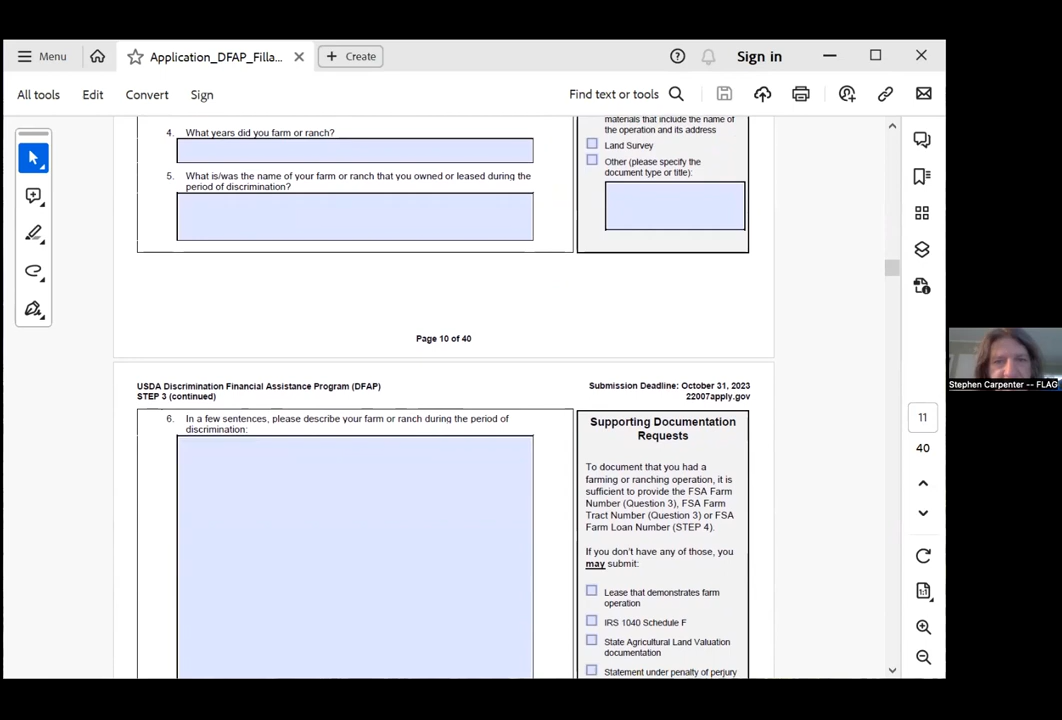 Menu
Application_DFAP_Filla...
Create
Sign in
All tools
Edit
Convert
Sign
Find text or tools
4. What years did you farm or ranch?
5. What is/was the name of your farm or ranch that you owned or leased during the
period of discrimination?
materials that include the name of
the operation and its address
Land Survey
Other (please specify the
document type or title):
Page 10 of 40
USDA Discrimination Financial Assistance Program (DFAP)
STEP 3 (continued)
Submission Deadline: October 31, 2023
22007apply.gov
6. In a few sentences, please describe your farm or ranch during the period of
discrimination:
Supporting Documentation
Requests
To document that you had a
farming or ranching operation, it is
sufficient to provide the FSA Farm
Number (Question 3), FSA Farm
Tract Number (Question 3) or FSA
Farm Loan Number (STEP 4).
If you don't have any of those, you
may submit:
Lease that demonstrates farm
operation
IRS 1040 Schedule F
State Agricultural Land Valuation
documentation
Statement under penalty of perjury
11
40
1:1
Stephen Carpenter -- FLAG